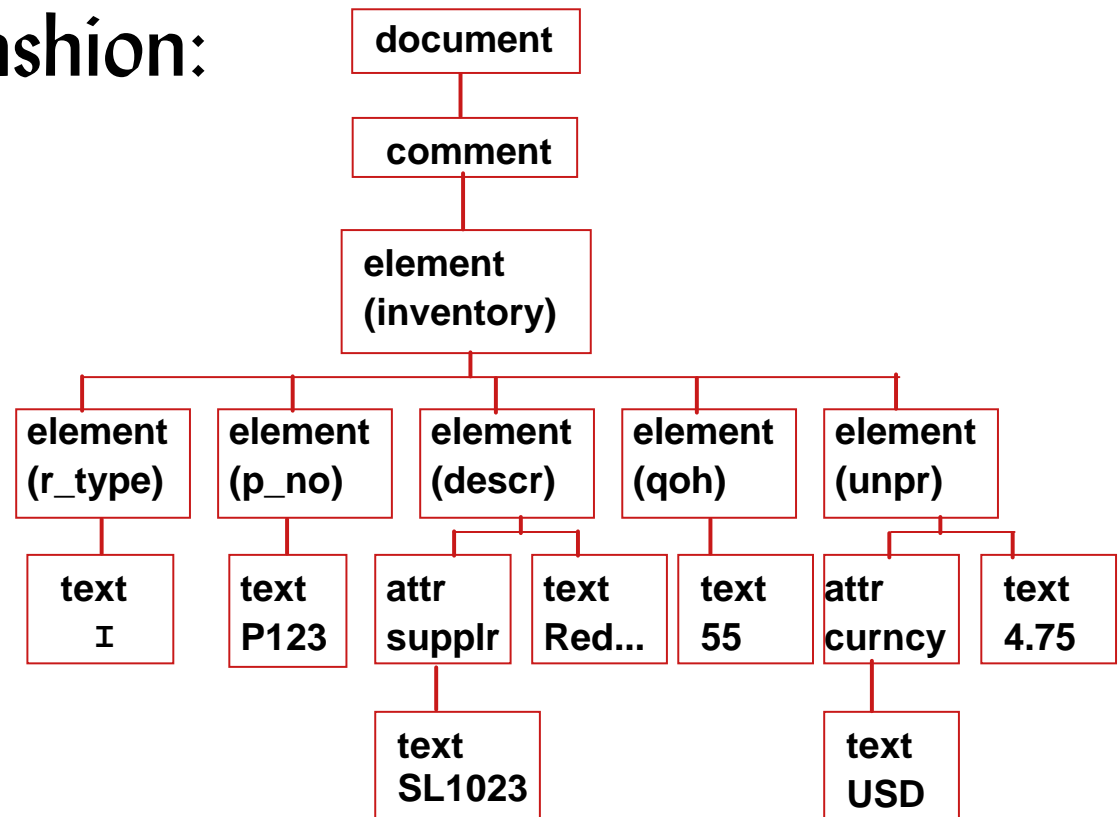 shion:
document
comment
element
(inventory)
element element element element element
(r_type) (p_no) (descr) (qoh) (unpr)
text text attr text text attr text
I P123 supplr Red... 55 curncy 4.75
text text
SL1023 USD